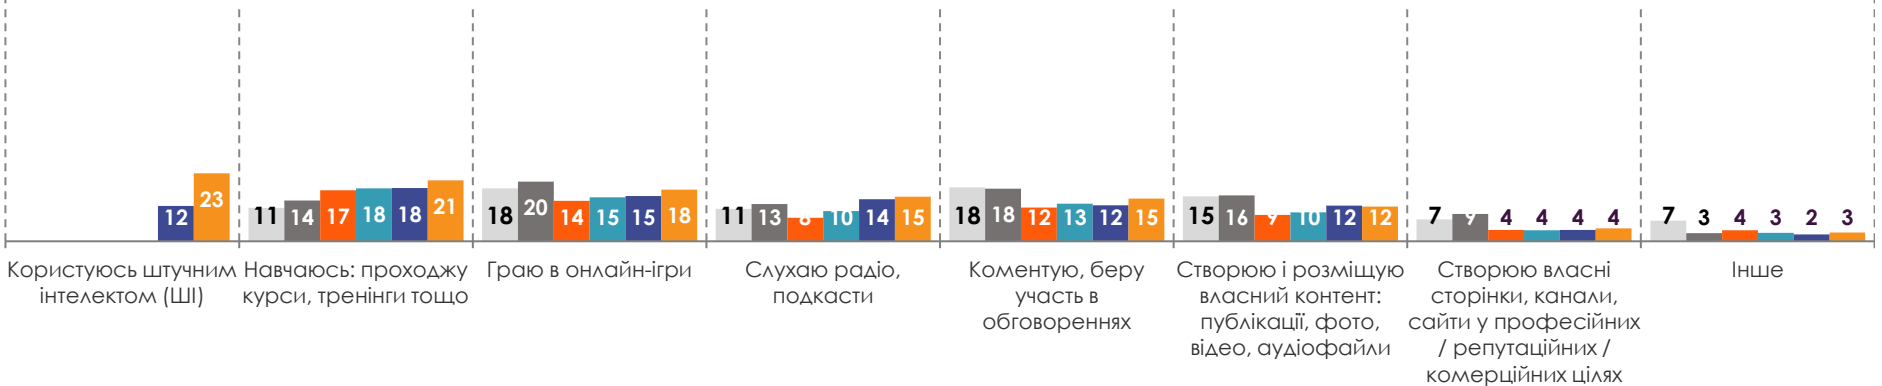 12 23
11 14 17 18 18 21
18 20 14 15 15 18
11 13 8 10 14 15
18 18 12 13 12 15
15 16 9 10 12 12
7 9 4 4 4 4
7 3 4 3 2 3
Користуюсь штучним
інтелектом (ШІ)
Навчаюсь: проходжу
курси, тренінги тощо
Граю в онлайн-ігри
Слухаю радіо,
подкасти
Коментую, беру
участь в
обговореннях
Створюю і розміщую
власний контент:
публікації, фото,
відео, аудіофайли
Створюю власні
сторінки, канали,
сайти у професійних
/ репутаційних /
комерційних цілях
Інше